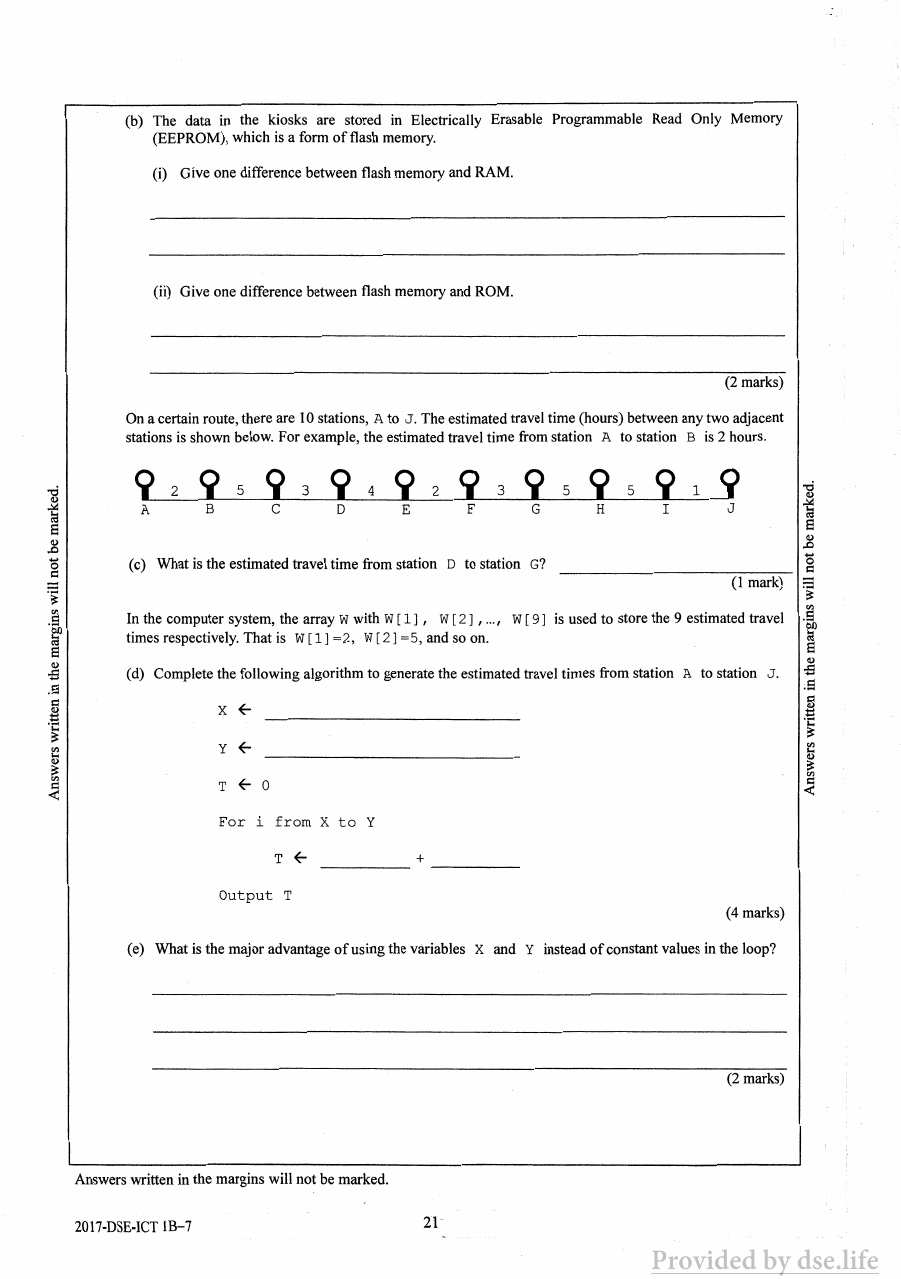 (b) The data in the kiosks are stored in Electrically Erasable Programmable Read Only Memory
(EEPROM), which is a form of flash memory.
(i) Give one difference between flash memory and RAM.
(ii) Give one difference between flash memory and ROM.
(2 marks)
On a certain route, there are 10 stations, A to J. The estimated travel time (hours) between any two adjacent
stations is shown below. For example, the estimated travel time from station A to station B is 2 hours.
2 5 3 4 2 3 5 5 1
A B C D E F G H I J
(c) What is the estimated travel time from station D to station G?
(1 mark)
In the computer system, the array W with W[1], W[2],..., W[9] is used to store the 9 estimated travel
times respectively. That is W[1]=2, W[2]=5, and so on.
(d) Complete the following algorithm to generate the estimated travel times from station A to station J.
X ←
Y ←
T ← 0
For i from X to Y
T ← +
Output T
(4 marks)
(e) What is the major advantage of using the variables X and Y instead of constant values in the loop?
(2 marks)
Answers written in the margins will not be marked.
Answers written in the margins will not be marked.
Answers written in the margins will not be marked.
2017-DSE-ICT 1B–7
21
Provided by dse.life